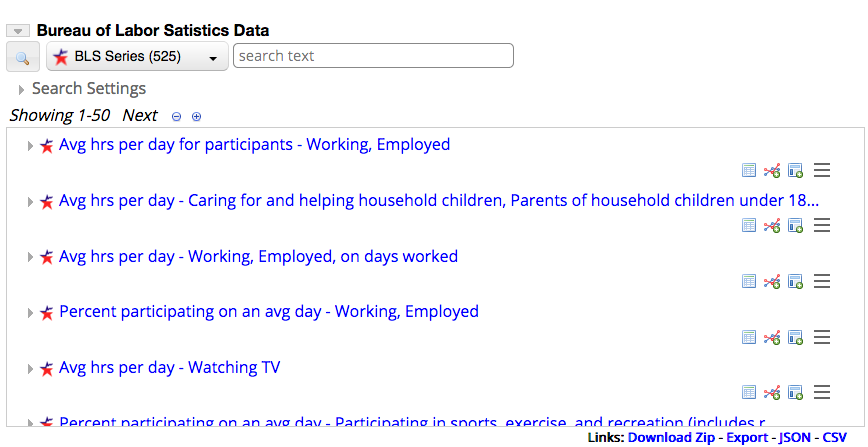 Bureau of Labor Satistics Data
BLS Series (525)
search text
Search Settings
Showing 1-50 Next
Avg hrs per day for participants - Working, Employed
Avg hrs per day - Caring for and helping household children, Parents of household children under 18...
Avg hrs per day - Working, Employed, on days worked
Percent participating on an avg day - Working, Employed
Avg hrs per day - Watching TV
Percent participating on an avg day - Participating in sports, exercise, and recreation (includes r
Links: Download Zip - Export - JSON - CSV